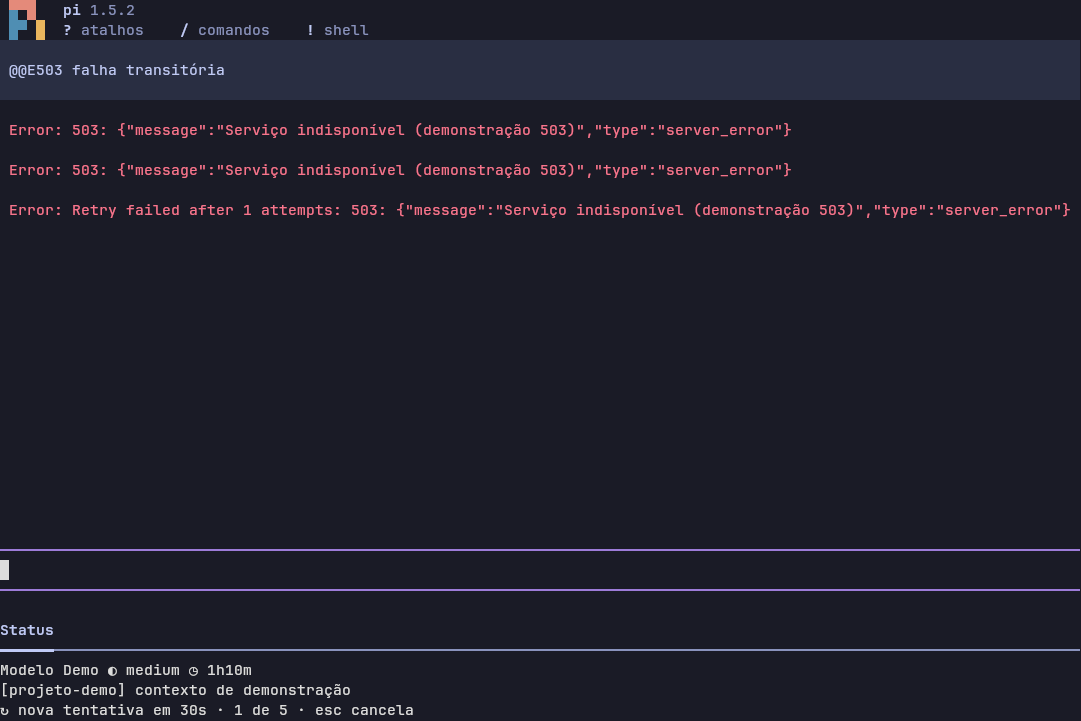 pi 1.5.2
? atalhos / comandos ! shell
@@E503 falha transitória
Error: 503: {"message":"Serviço indisponível (demonstração 503)","type":"server_error"}
Error: 503: {"message":"Serviço indisponível (demonstração 503)","type":"server_error"}
Error: Retry failed after 1 attempts: 503: {"message":"Serviço indisponível (demonstração 503)","type":"server_error"}
Status
Modelo Demo ◐ medium ◷ 1h10m
[projeto-demo] contexto de demonstração
↻ nova tentativa em 30s · 1 de 5 · esc cancela